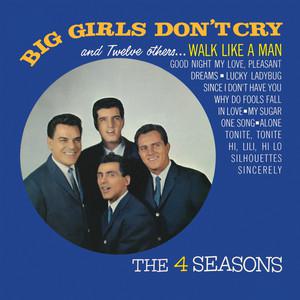 BIG GIRLS DON'T CRY
and Twelve others... WALK LIKE A MAN
GOOD NIGHT MY LOVE, PLEASANT
DREAMS • LUCKY LADYBUG
SINCE I DON'T HAVE YOU
WHY DO FOOLS FALL
IN LOVE • MY SUGAR
ONE SONG • ALONE
TONITE, TONITE
HI, LILI, HI LO
SILHOUETTES
SINCERELY
THE 4 SEASONS